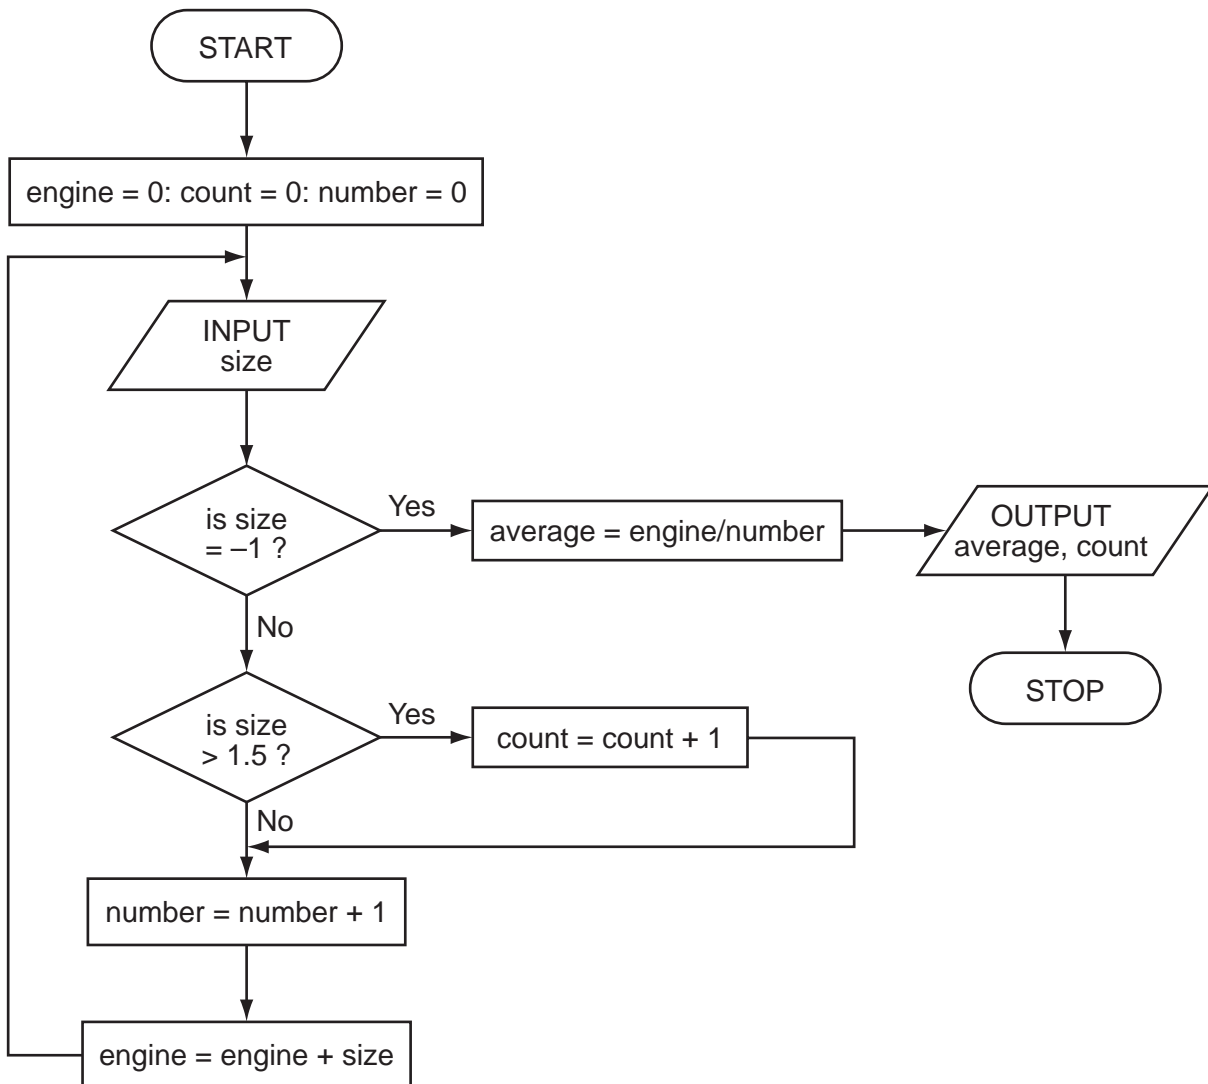 START
engine = 0: count = 0: number = 0
INPUT
size
is size
= –1 ?
Yes
average = engine/number
OUTPUT
average, count
STOP
No
is size
> 1.5 ?
Yes
count = count + 1
No
number = number + 1
engine = engine + size